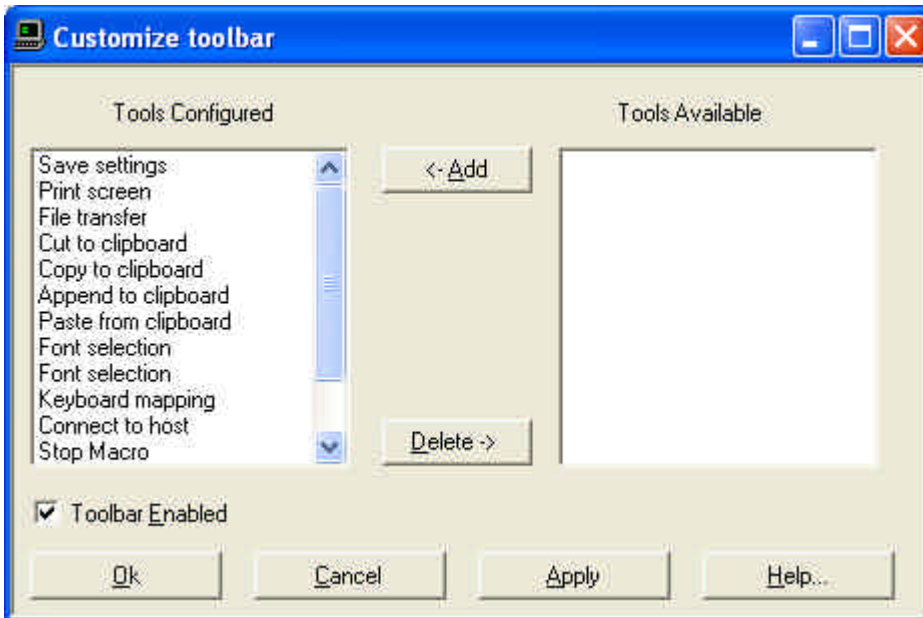 Customize toolbar
Tools Configured
Tools Available
Save settings
Print screen
File transfer
Cut to clipboard
Copy to clipboard
Append to clipboard
Paste from clipboard
Font selection
Font selection
Keyboard mapping
Connect to host
Stop Macro
<- Add
Delete ->
Toolbar Enabled
Ok
Cancel
Apply
Help...